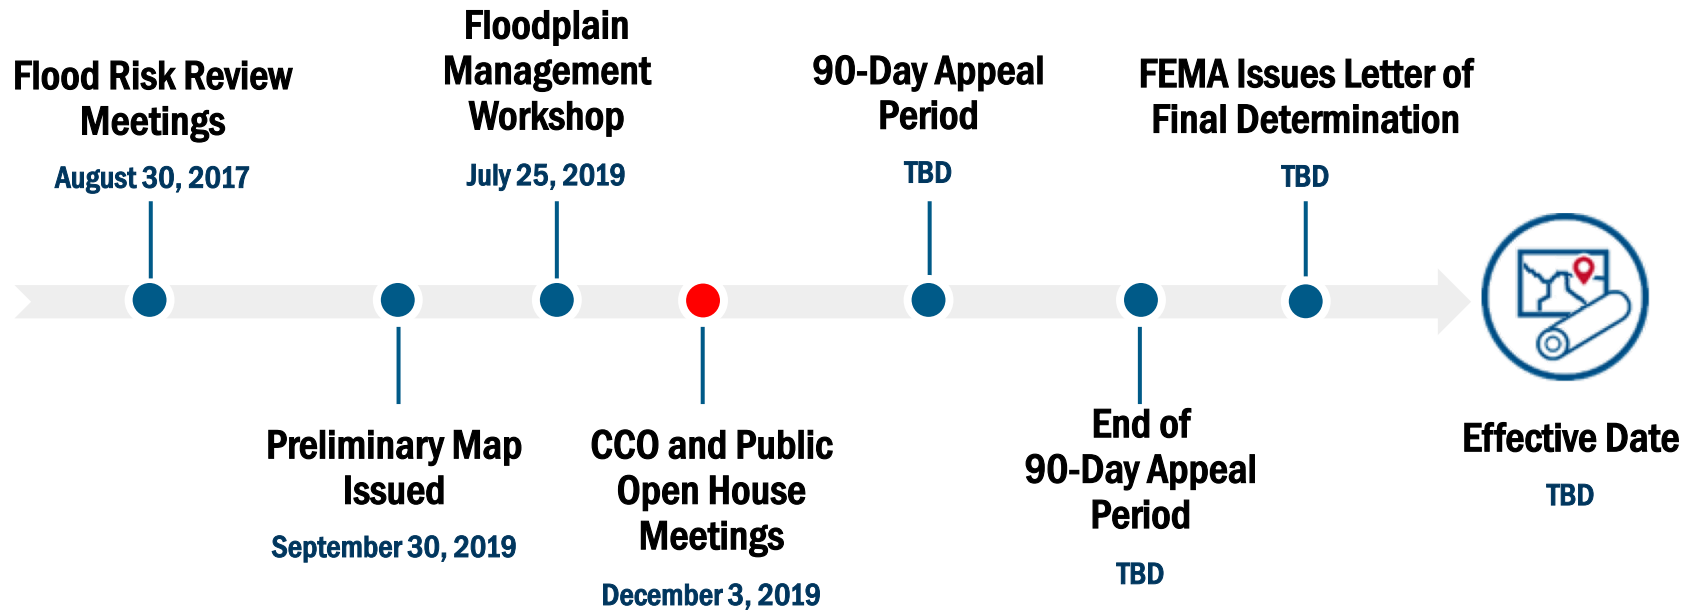 Flood Risk Review
Meetings
August 30, 2017
Preliminary Map
Issued
September 30, 2019
Floodplain
Management
Workshop
July 25, 2019
CCO and Public
Open House
Meetings
December 3, 2019
90-Day Appeal
Period
TBD
End of
90-Day Appeal
Period
TBD
FEMA Issues Letter of
Final Determination
TBD
Effective Date
TBD